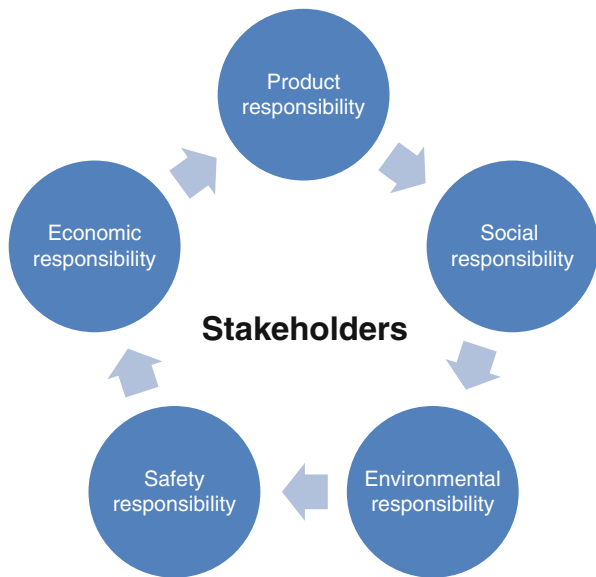 Product
responsibility
Social
responsibility
Environmental
responsibility
Safety
responsibility
Economic
responsibility
Stakeholders